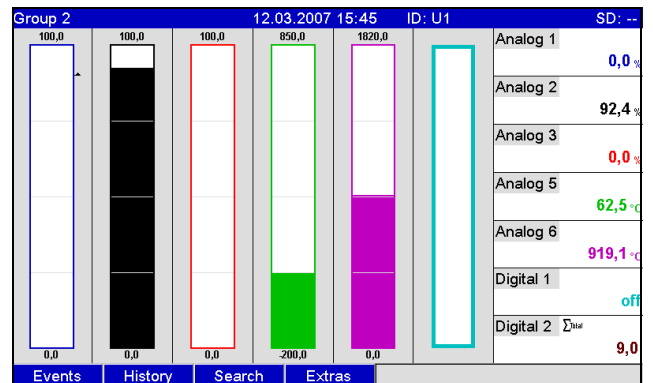 Group 2 12.03.2007 15:45 ID: U1 SD: --
100,0 100,0 100,0 850,0 1820,0
0,0 0,0 0,0 -200,0 0,0
Analog 1
0,0 %
Analog 2
92,4 %
Analog 3
0,0 %
Analog 5
62,5 °C
Analog 6
919,1 °C
Digital 1
off
Digital 2 ΣTotal
9,0
Events History Search Extras